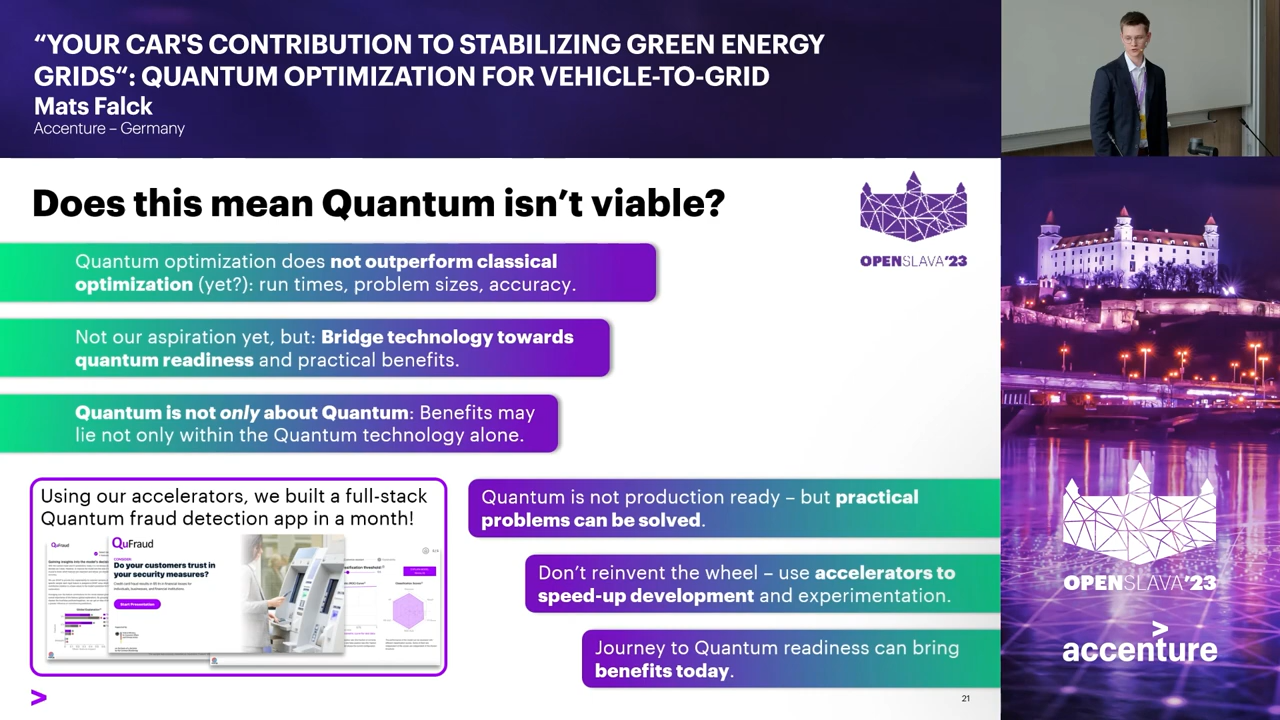 “YOUR CAR'S CONTRIBUTION TO STABILIZING GREEN ENERGY
GRIDS“: QUANTUM OPTIMIZATION FOR VEHICLE-TO-GRID
Mats Falck
Accenture – Germany
Does this mean Quantum isn’t viable?
OPENSLAVA’23
Quantum optimization does not outperform classical
optimization (yet?): run times, problem sizes, accuracy.
Not our aspiration yet, but: Bridge technology towards
quantum readiness and practical benefits.
Quantum is not only about Quantum: Benefits may
lie not only within the Quantum technology alone.
Using our accelerators, we built a full-stack
Quantum fraud detection app in a month!
QuFraud
QuFraud
Do your customers trust in
your security measures?
Start Presentation
Quantum is not production ready – but practical
problems can be solved.
Don’t reinvent the wheel – use accelerators to
speed-up development and experimentation.
Journey to Quantum readiness can bring
benefits today.
21
OPENSLAVA’23
accenture